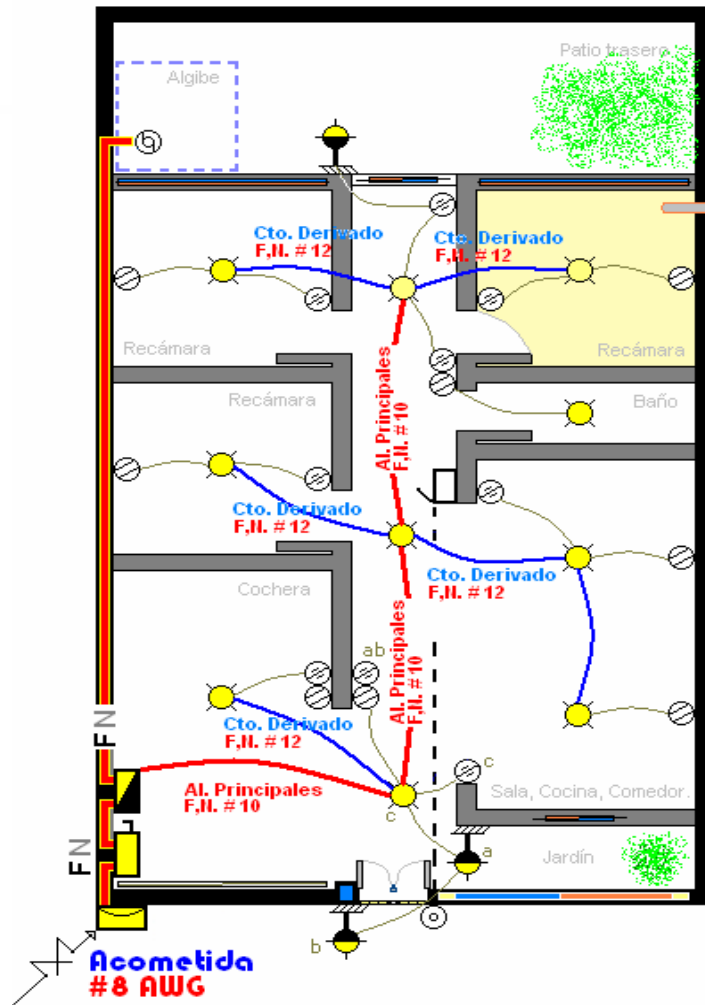 Patio trasero
Algibe
Cto. Derivado
F,N. # 12
Cto. Derivado
F,N. # 12
Recámara
Recámara
Recámara
Baño
Al. Principales
F,N. # 10
Cto. Derivado
F,N. # 12
Cto. Derivado
F,N. # 12
Cochera
ab
Al. Principales
F,N. # 10
Cto. Derivado
F,N. # 12
F N
c
Al. Principales
F,N. # 10
c
Sala, Cocina, Comedor.
F N
a
Jardín
b
Acometida
#8 AWG